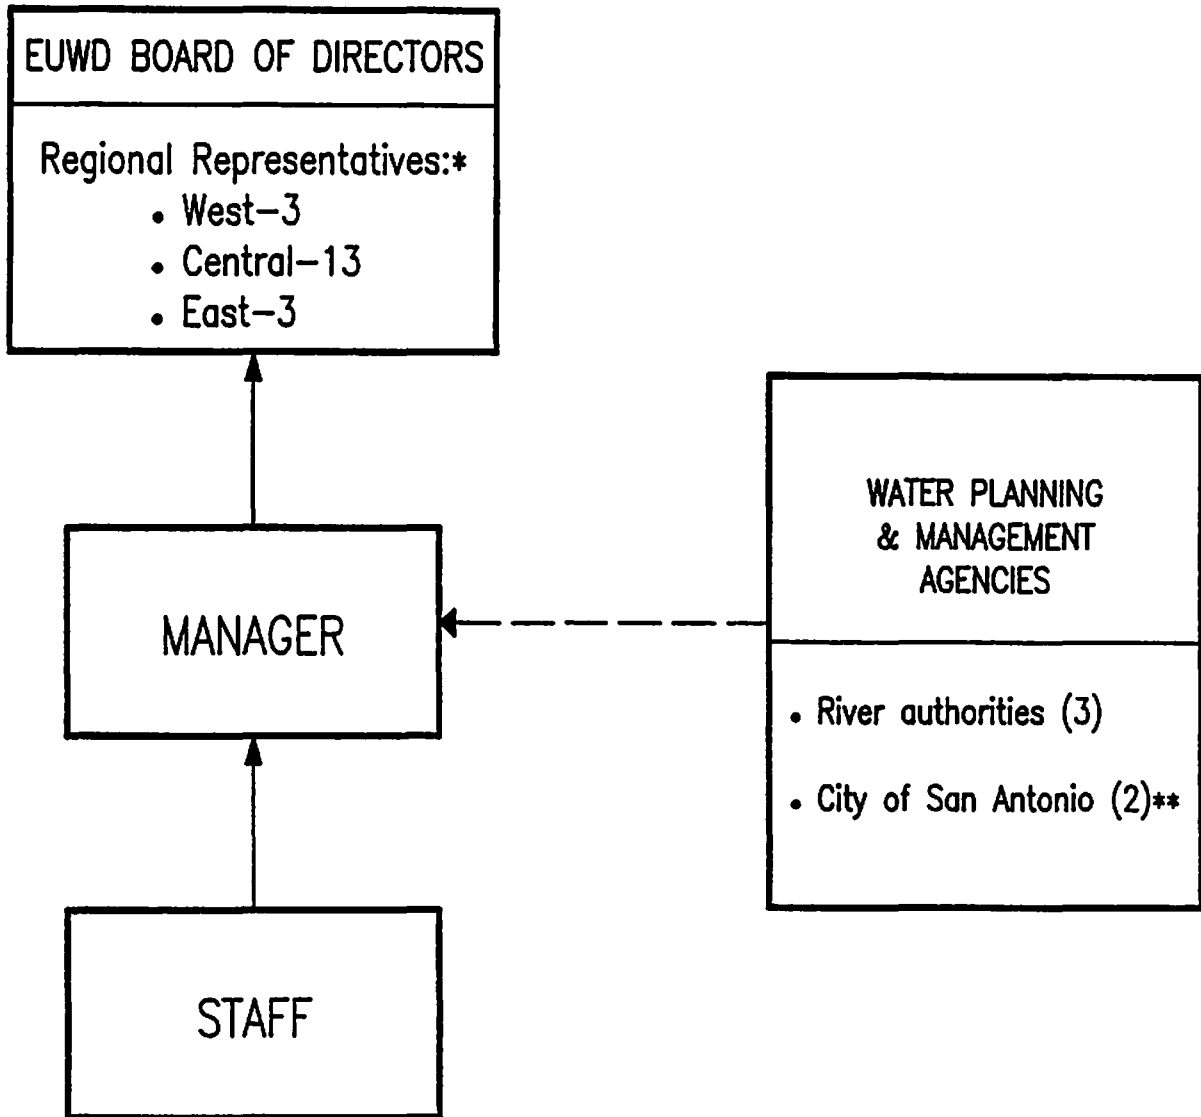 EUWD BOARD OF DIRECTORS
Regional Representatives:*
• West-3
• Central-13
• East-3
MANAGER
STAFF
WATER PLANNING
& MANAGEMENT
AGENCIES
• River authorities (3)
• City of San Antonio (2)**